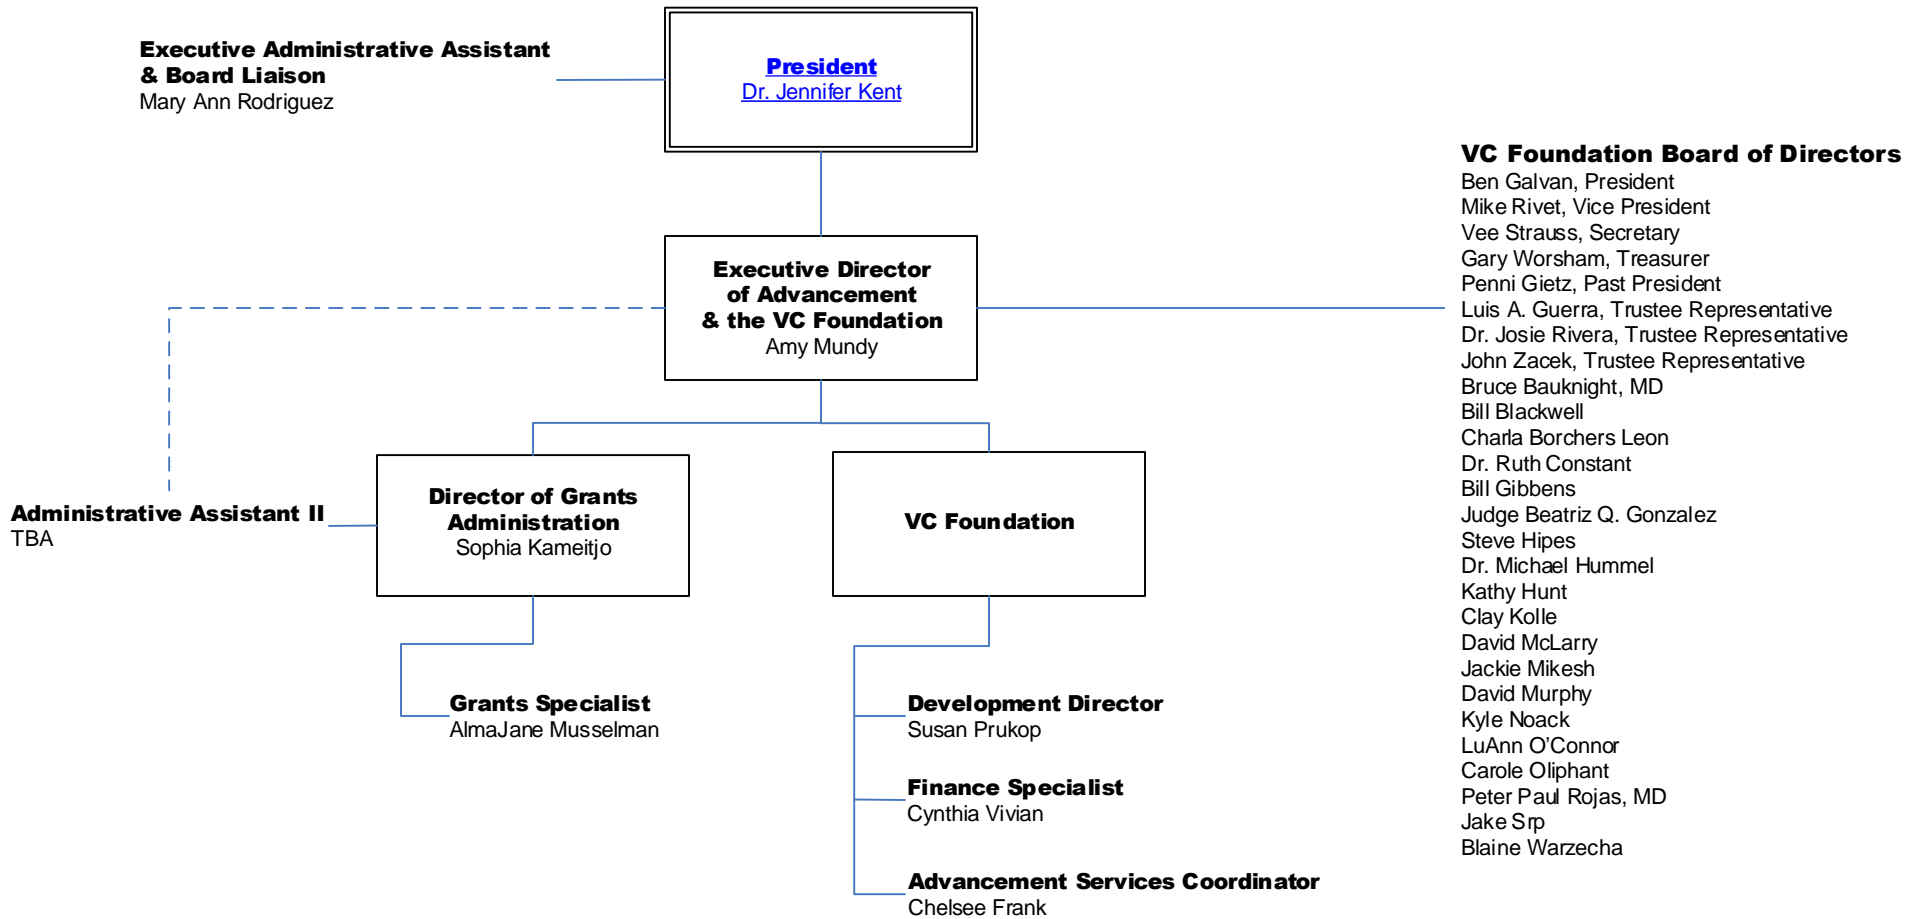 Executive Administrative Assistant
& Board Liaison
Mary Ann Rodriguez
President
Dr. Jennifer Kent
Executive Director
of Advancement
& the VC Foundation
Amy Mundy
VC Foundation Board of Directors
Ben Galvan, President
Mike Rivet, Vice President
Vee Strauss, Secretary
Gary Worsham, Treasurer
Penni Gietz, Past President
Luis A. Guerra, Trustee Representative
Dr. Josie Rivera, Trustee Representative
John Zacek, Trustee Representative
Bruce Bauknight, MD
Bill Blackwell
Charla Borchers Leon
Dr. Ruth Constant
Bill Gibbens
Judge Beatriz Q. Gonzalez
Steve Hipes
Dr. Michael Hummel
Kathy Hunt
Clay Kolle
David McLarry
Jackie Mikesh
David Murphy
Kyle Noack
LuAnn O’Connor
Carole Oliphant
Peter Paul Rojas, MD
Jake Srp
Blaine Warzecha
Administrative Assistant II
TBA
Director of Grants
Administration
Sophia Kameitjo
VC Foundation
Grants Specialist
AlmaJane Musselman
Development Director
Susan Prukop
Finance Specialist
Cynthia Vivian
Advancement Services Coordinator
Chelsee Frank